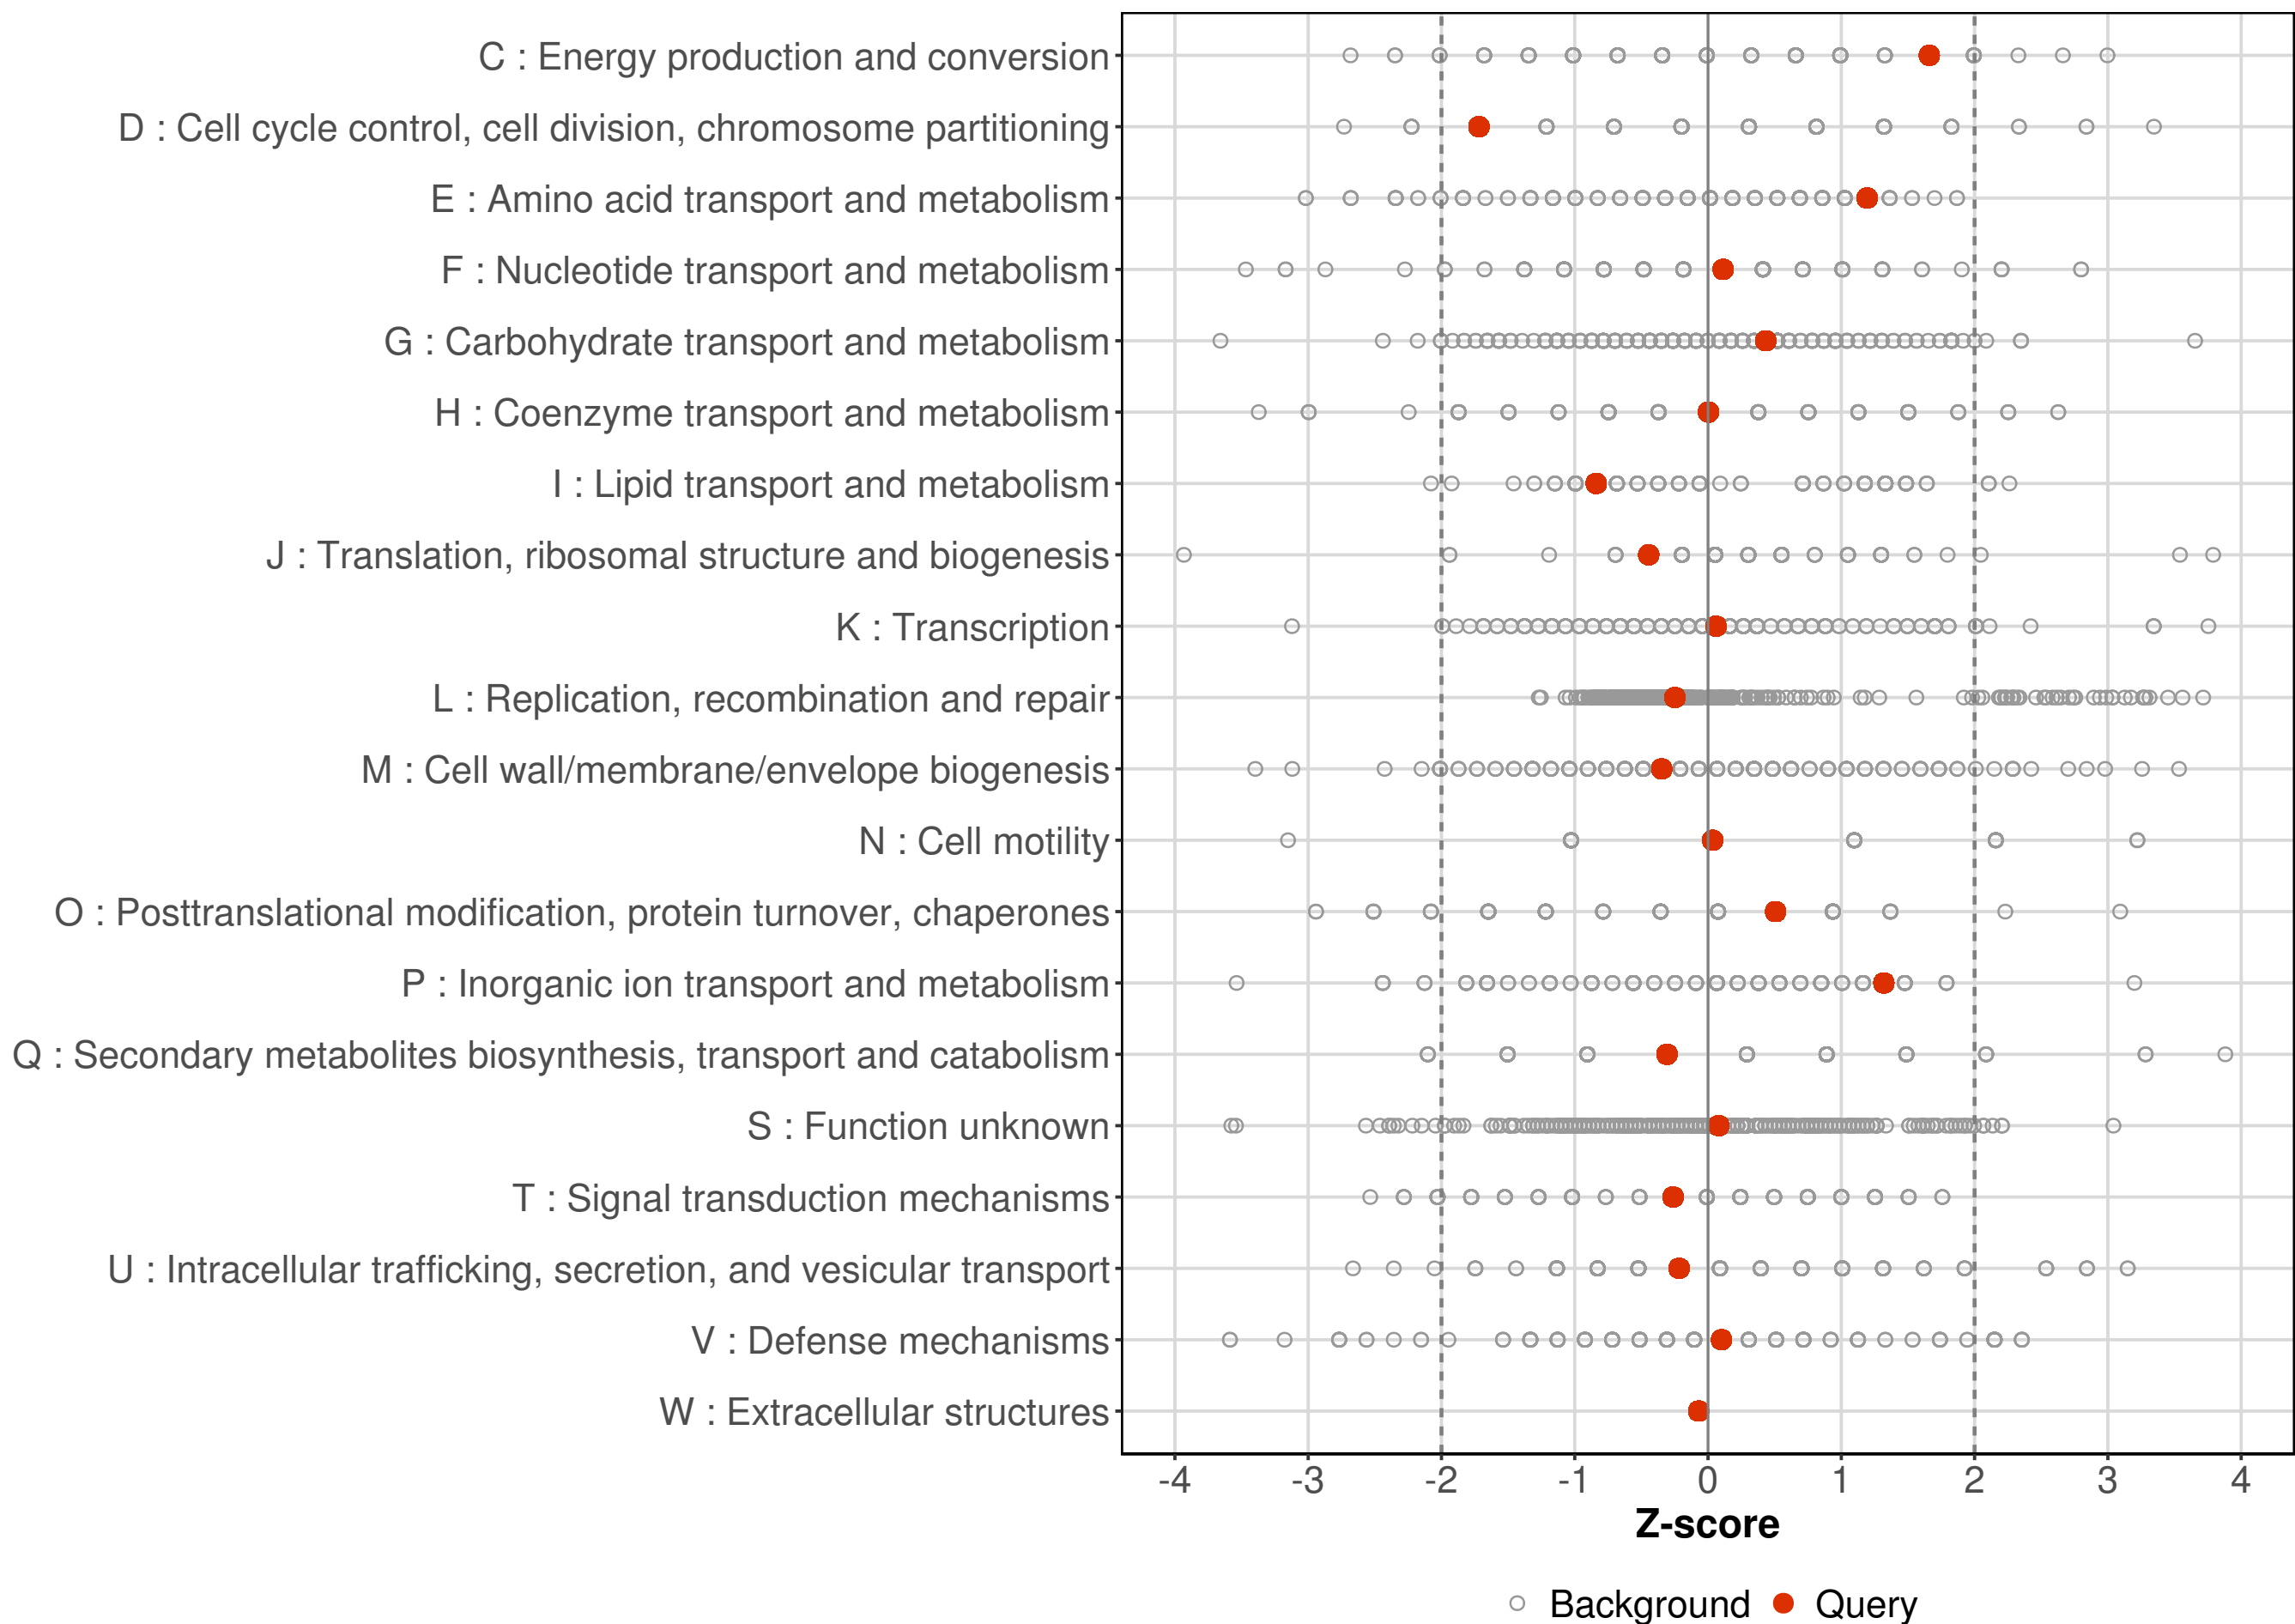 C : Energy production and conversion
D : Cell cycle control, cell division, chromosome partitioning
E : Amino acid transport and metabolism
F : Nucleotide transport and metabolism
G : Carbohydrate transport and metabolism
H : Coenzyme transport and metabolism
I : Lipid transport and metabolism
J : Translation, ribosomal structure and biogenesis
K : Transcription
L : Replication, recombination and repair
M : Cell wall/membrane/envelope biogenesis
N : Cell motility
O : Posttranslational modification, protein turnover, chaperones
P : Inorganic ion transport and metabolism
Q : Secondary metabolites biosynthesis, transport and catabolism
S : Function unknown
T : Signal transduction mechanisms
U : Intracellular trafficking, secretion, and vesicular transport
V : Defense mechanisms
W : Extracellular structures
-4 -3 -2 -1 0 1 2 3 4
Z-score
Background Query